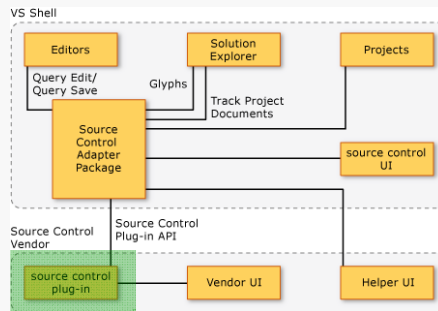 VS Shell
Editors
Solution
Explorer
Projects
Query Edit/
Query Save
Glyphs
Track Project
Documents
Source
Control
Adapter
Package
source control
UI
Source Control
Plug-in API
Source Control
Vendor
source control
plug-in
Vendor UI
Helper UI